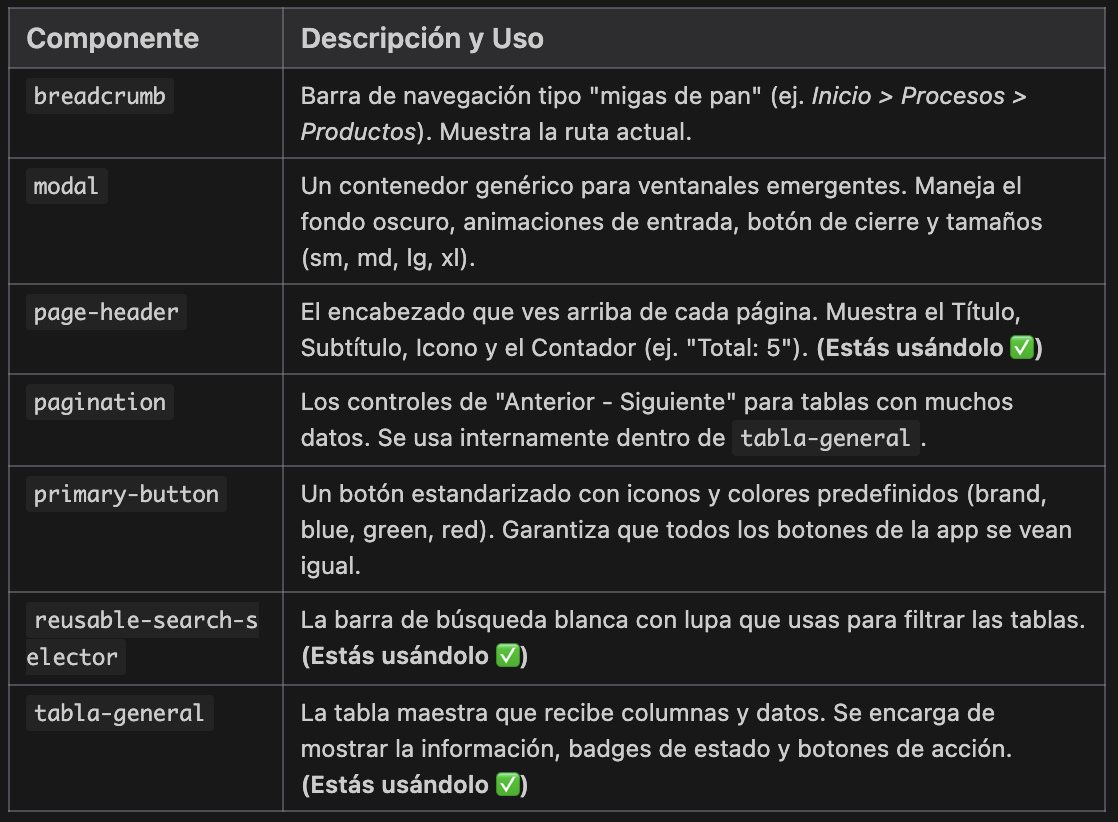 Componente
Descripción y Uso
breadcrumb
Barra de navegación tipo "migas de pan" (ej. Inicio > Procesos >
Productos). Muestra la ruta actual.
modal
Un contenedor genérico para ventanales emergentes. Maneja el
fondo oscuro, animaciones de entrada, botón de cierre y tamaños
(sm, md, lg, xl).
page-header
El encabezado que ves arriba de cada página. Muestra el Título,
Subtítulo, Icono y el Contador (ej. "Total: 5"). (Estás usándolo ✅)
pagination
Los controles de "Anterior - Siguiente" para tablas con muchos
datos. Se usa internamente dentro de tabla-general.
primary-button
Un botón estandarizado con iconos y colores predefinidos (brand,
blue, green, red). Garantiza que todos los botones de la app se vean
igual.
reusable-search-s
elector
La barra de búsqueda blanca con lupa que usas para filtrar las tablas.
(Estás usándolo ✅)
tabla-general
La tabla maestra que recibe columnas y datos. Se encarga de
mostrar la información, badges de estado y botones de acción.
(Estás usándolo ✅)